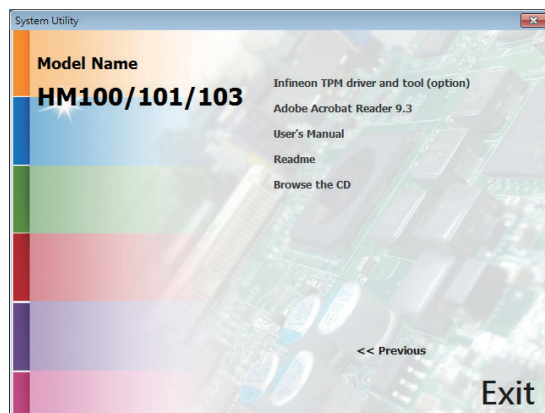 System Utility
Model Name
HM100/101/103
Infineon TPM driver and tool (option)
Adobe Acrobat Reader 9.3
User's Manual
Readme
Browse the CD
<< Previous
Exit